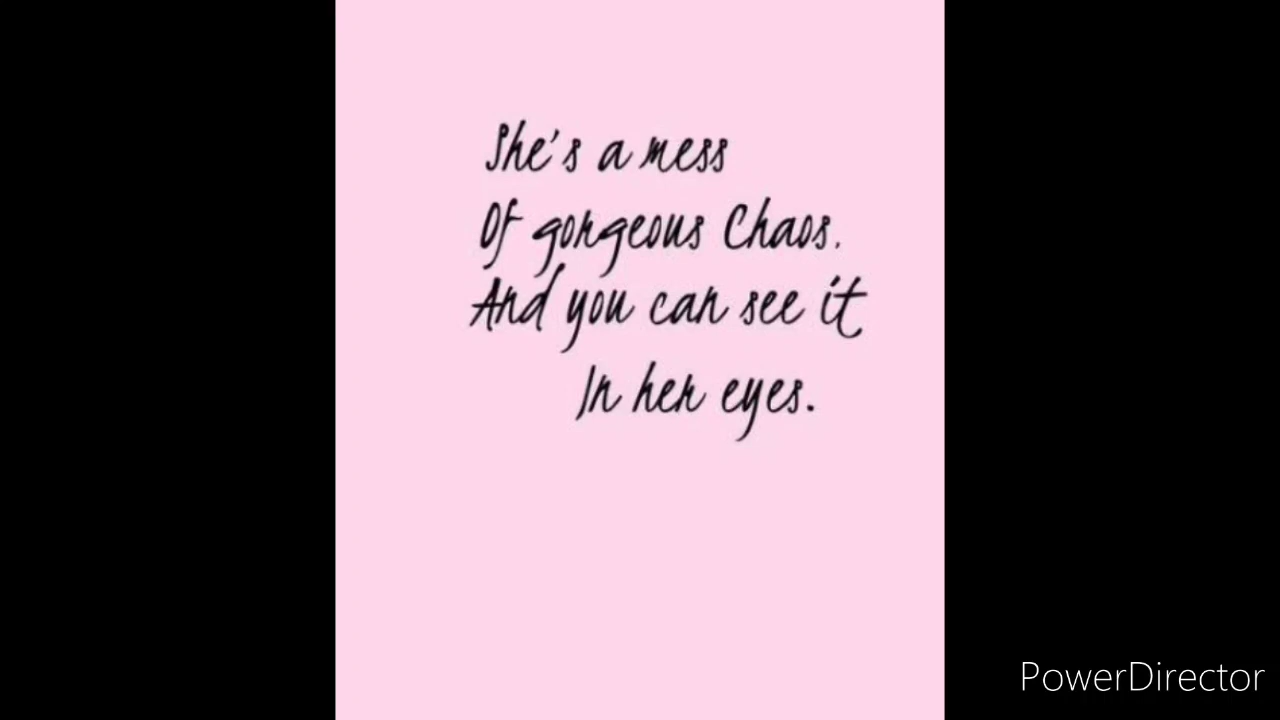 She's a mess
Of gorgeous Chaos.
And you can see it
In her eyes.
PowerDirector